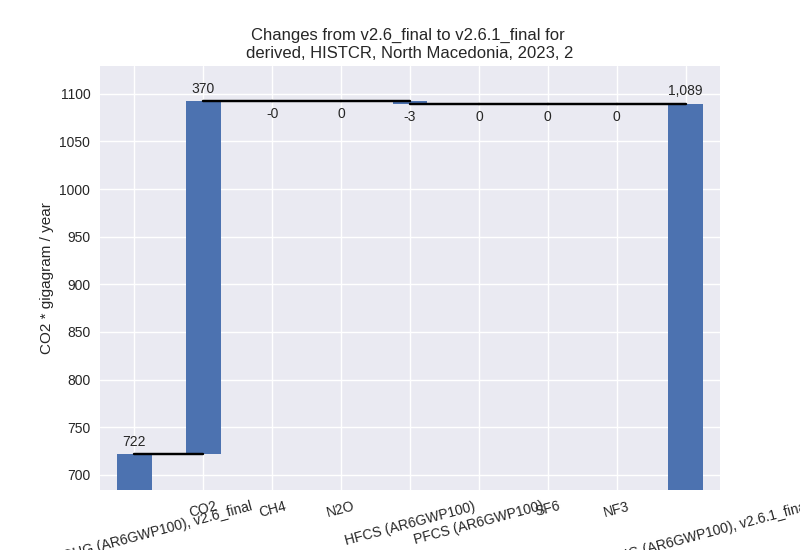 Changes from v2.6_final to v2.6.1_final for
derived, HISTCR, North Macedonia, 2023, 2
CO2 * gigagram / year
1100
1050
1000
950
900
850
800
750
700
722
370
-0
0
-3
0
0
0
1,089
(AR6GWP100), v2.6_final
CO2
CH4
N2O
HFCS (AR6GWP100)
PFCS (AR6GWP100)
SF6
NF3
(AR6GWP100), v2.6.1_final